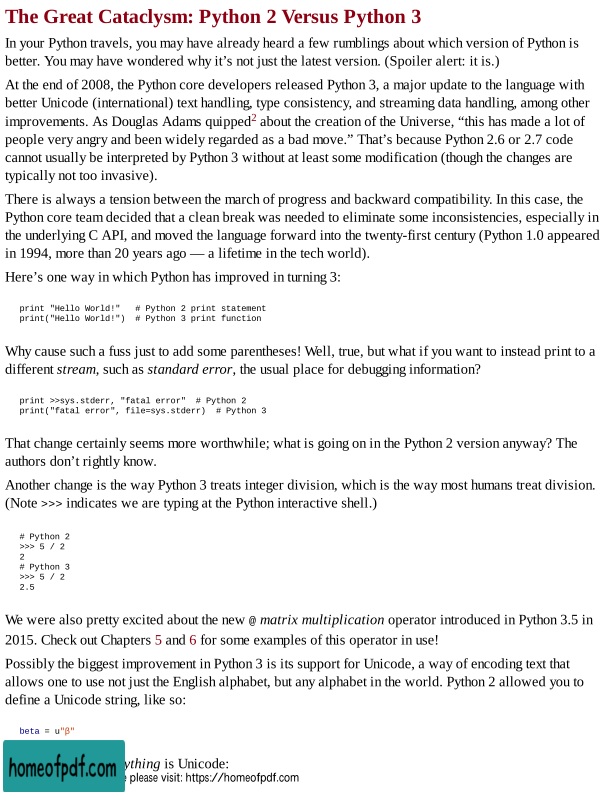 The Great Cataclysm: Python 2 Versus Python 3
In your Python travels, you may have already heard a few rumblings about which version of Python is
better. You may have wondered why it’s not just the latest version. (Spoiler alert: it is.)
At the end of 2008, the Python core developers released Python 3, a major update to the language with
better Unicode (international) text handling, type consistency, and streaming data handling, among other
improvements. As Douglas Adams quipped2 about the creation of the Universe, “this has made a lot of
people very angry and been widely regarded as a bad move.” That’s because Python 2.6 or 2.7 code
cannot usually be interpreted by Python 3 without at least some modification (though the changes are
typically not too invasive).
There is always a tension between the march of progress and backward compatibility. In this case, the
Python core team decided that a clean break was needed to eliminate some inconsistencies, especially in
the underlying C API, and moved the language forward into the twenty-first century (Python 1.0 appeared
in 1994, more than 20 years ago — a lifetime in the tech world).
Here’s one way in which Python has improved in turning 3:
print "Hello World!"   # Python 2 print statement
print("Hello World!")  # Python 3 print function
Why cause such a fuss just to add some parentheses! Well, true, but what if you want to instead print to a
different stream, such as standard error, the usual place for debugging information?
print >>sys.stderr, "fatal error"  # Python 2
print("fatal error", file=sys.stderr)  # Python 3
That change certainly seems more worthwhile; what is going on in the Python 2 version anyway? The
authors don’t rightly know.
Another change is the way Python 3 treats integer division, which is the way most humans treat division.
(Note >>> indicates we are typing at the Python interactive shell.)
# Python 2
>>> 5 / 2
2
# Python 3
>>> 5 / 2
2.5
We were also pretty excited about the new @ matrix multiplication operator introduced in Python 3.5 in
2015. Check out Chapters 5 and 6 for some examples of this operator in use!
Possibly the biggest improvement in Python 3 is its support for Unicode, a way of encoding text that
allows one to use not just the English alphabet, but any alphabet in the world. Python 2 allowed you to
define a Unicode string, like so:
beta = u"β"
ything is Unicode:
homeofpdf.com
please visit: https://homeofpdf.com